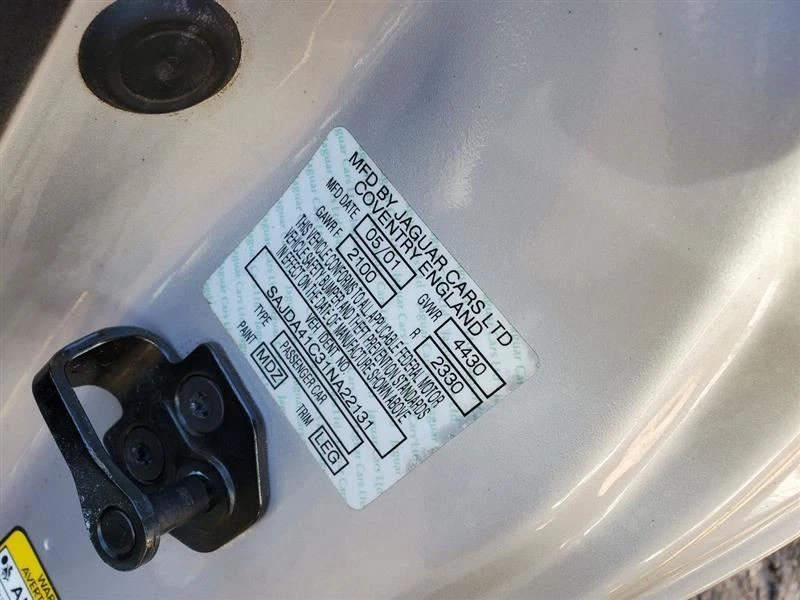 MFD BY JAGUAR CARS LTD
COVENTRY ENGLAND
MFD DATE 05/01 GVWR 4430
GAWR F 2100 R 2330
THIS VEHICLE CONFORMS TO ALL APPLICABLE FEDERAL MOTOR
VEHICLE SAFETY, BUMPER AND THEFT PREVENTION STANDARDS
IN EFFECT ON THE DATE OF MANUFACTURE SHOWN ABOVE
VEH IDENT NO.
SAJDA41C31NA22131
TYPE PASSENGER CAR
PAINT MDZ TRIM LEG